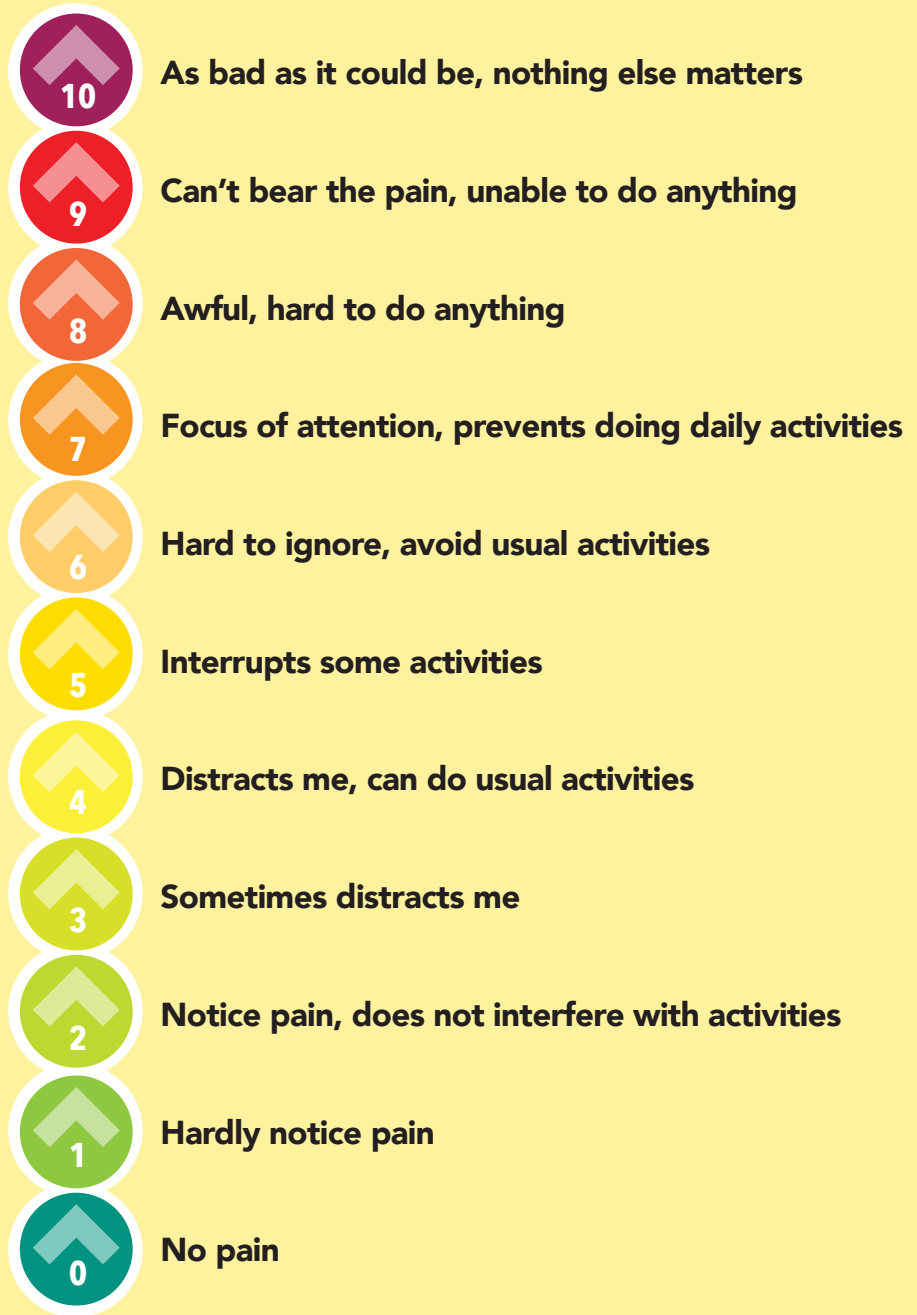 10 As bad as it could be, nothing else matters
9 Can't bear the pain, unable to do anything
8 Awful, hard to do anything
7 Focus of attention, prevents doing daily activities
6 Hard to ignore, avoid usual activities
5 Interrupts some activities
4 Distracts me, can do usual activities
3 Sometimes distracts me
2 Notice pain, does not interfere with activities
1 Hardly notice pain
0 No pain